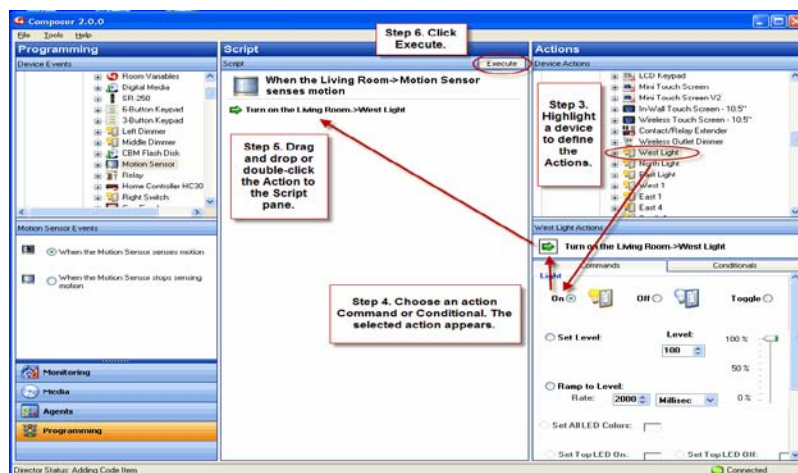 Composer 2.0.0
File Tools Help
Programming
Device Events
Room Variables
Digital Media
SR-250
6-Button Keypad
3-Button Keypad
Left Dimmer
Middle Dimmer
CBM Flash Disk
Motion Sensor
Relay
Home Controller HC30
Right Switch
Motion Sensor Events
When the Motion Sensor senses motion
When the Motion Sensor stops sensing
motion
Monitoring
Media
Agents
Programming
Director Status: Adding Code Item
Script
Script
Execute
When the Living Room->Motion Sensor
senses motion
Turn on the Living Room->West Light
Step 6. Click
Execute.
Step 5. Drag
and drop or
double-click
the Action to
the Script
pane.
Step 4. Choose an action
Command or Conditional. The
selected action appears.
Actions
Device Actions
LCD Keypad
Mini Touch Screen
Mini Touch Screen V2
In-Wall Touch Screen - 10.5"
Wireless Touch Screen - 10.5"
Contact/Relay Extender
Wireless Outlet Dimmer
West Light
North Light
East Light
West 1
East 1
East 4
Step 3.
Highlight
a device
to define
the
Actions.
West Light Actions
Turn on the Living Room->West Light
Commands Conditionals
Light
On Off Toggle
Set Level: Level: 100 %
100
50 %
Ramp to Level:
Rate: 2000 Millisec 0 %
Set All LED Colors:
Set Top LED On: Set Top LED Off:
Connected